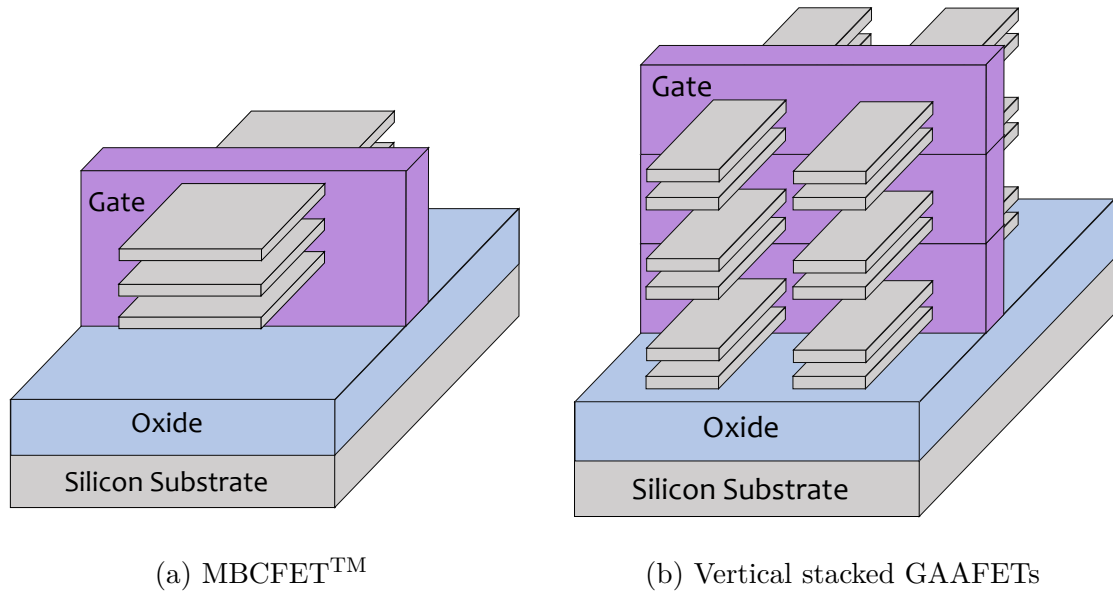 Gate
Oxide
Silicon Substrate
(a) MBCFET™
Gate
Oxide
Silicon Substrate
(b) Vertical stacked GAAFETs